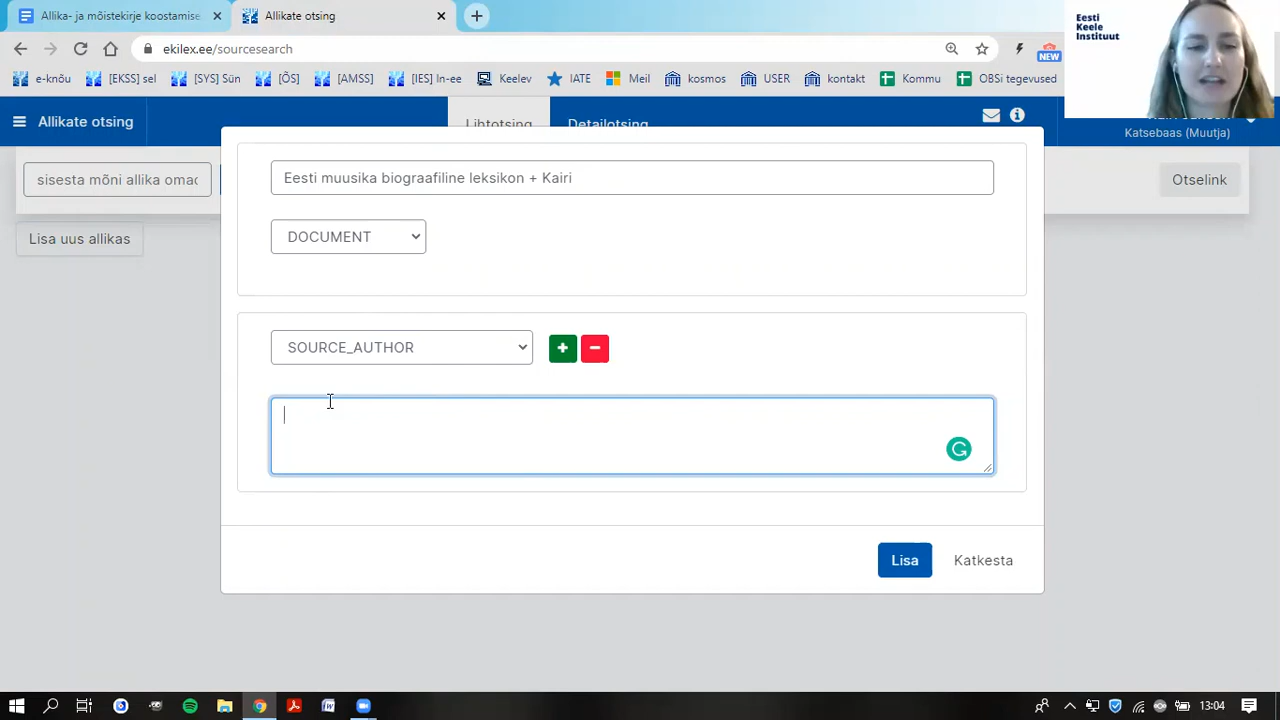 Allika- ja mõistekirje koostamise
Allikate otsing
ekilex.ee/sourcesearch
NEW
e-knõu
[EKSS] sel
[SYS] Sün
[ÕS]
[AMSS]
[IES] In-ee
Keelev
IATE
Meil
kosmos
USER
kontakt
Kommu
OBSi tegevused
Eesti
Keele
Instituut
Allikate otsing
Lihtotsing
Detailotsing
Katsebaas (Muutja)
sisesta mõni allika omad
Otselink
Lisa uus allikas
Eesti muusika biograafiline leksikon + Kairi
DOCUMENT
SOURCE_AUTHOR
Lisa
Katkesta
13:04